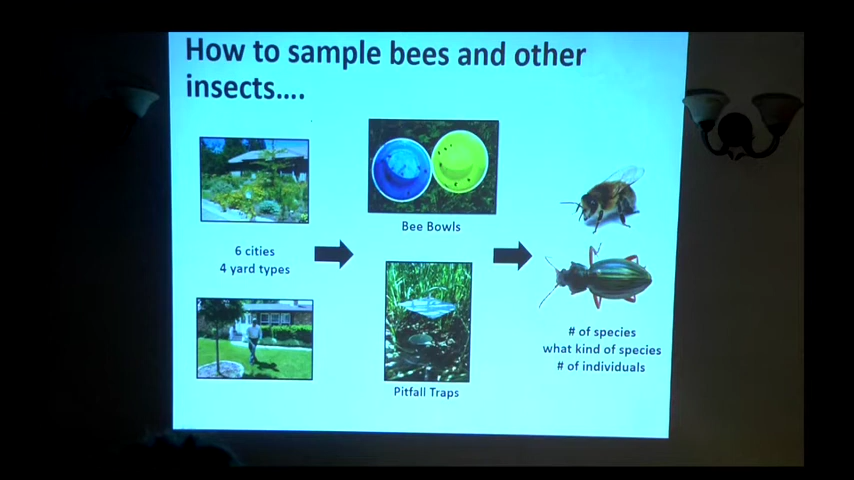 How to sample bees and other
insects....
6 cities
4 yard types
Bee Bowls
Pitfall Traps
# of species
what kind of species
# of individuals